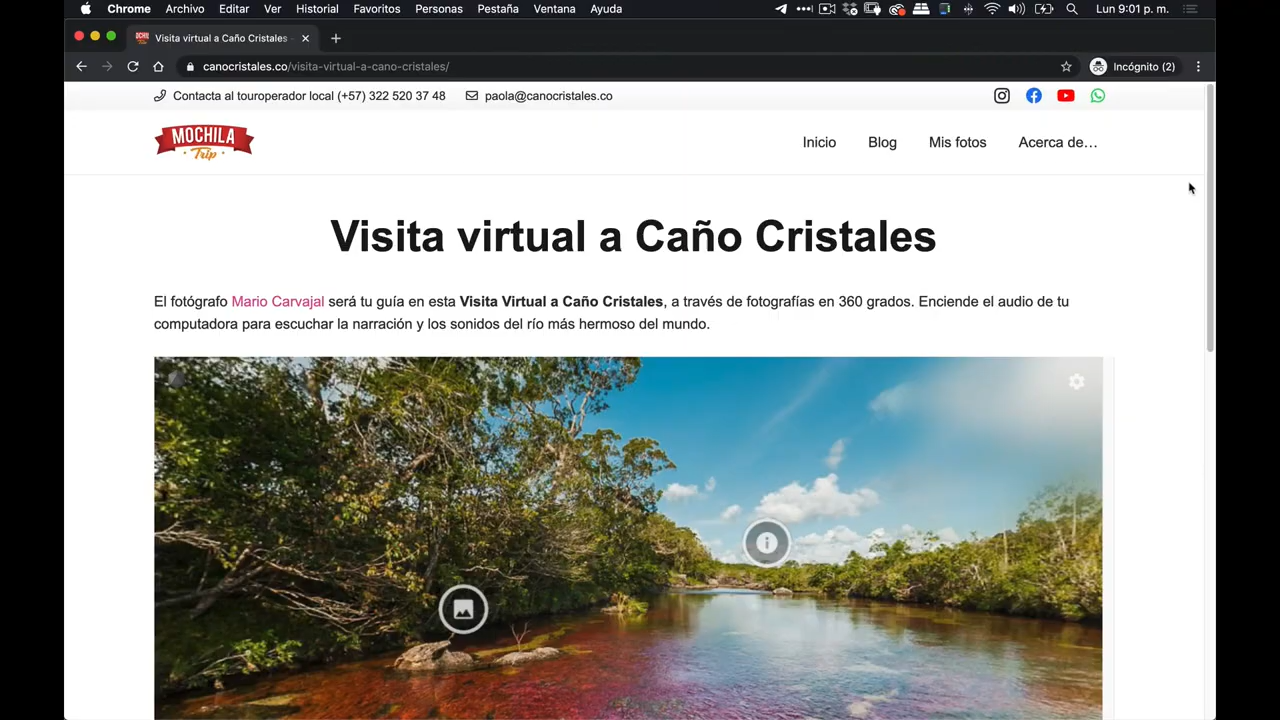 Chrome Archivo Editar Ver Historial Favoritos Personas Pestaña Ventana Ayuda Lun 9:01 p. m.
Visita virtual a Caño Cristales
canocristales.co/visita-virtual-a-cano-cristales/ Incógnito (2)
Contacta al touroperador local (+57) 322 520 37 48 paola@canocristales.co
MOCHILA
Trip
Inicio Blog Mis fotos Acerca de…
Visita virtual a Caño Cristales
El fotógrafo Mario Carvajal será tu guía en esta Visita Virtual a Caño Cristales, a través de fotografías en 360 grados. Enciende el audio de tu
computadora para escuchar la narración y los sonidos del río más hermoso del mundo.